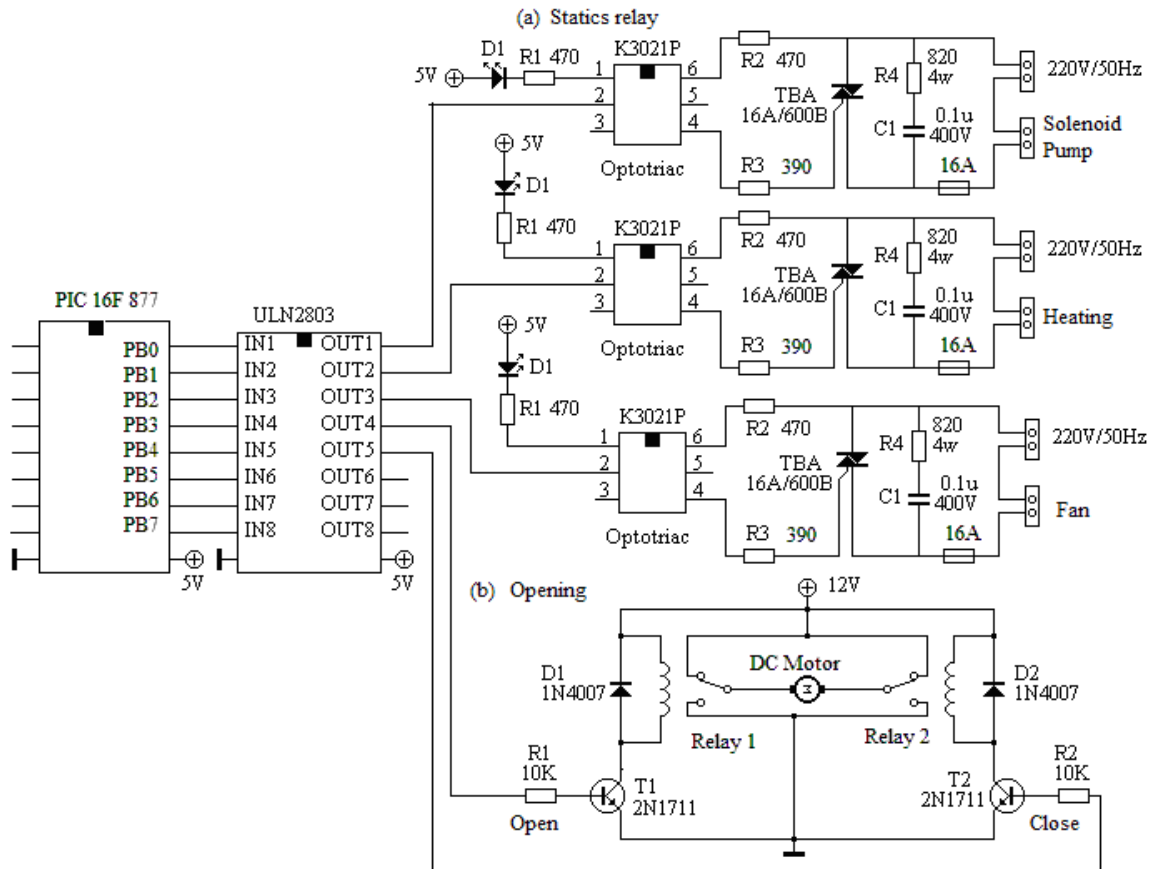 (a) Statics relay
D1
R1 470
5V
K3021P
1
2
3
6
5
4
Optotriac
R2 470
TBA
16A/600B
R3 390
R4
820
4w
C1
0.1u
400V
16A
220V/50Hz
Solenoid
Pump
5V
D1
R1 470
K3021P
1
2
3
6
5
4
Optotriac
R2 470
TBA
16A/600B
R3 390
R4
820
4w
C1
0.1u
400V
16A
220V/50Hz
Heating
5V
D1
R1 470
K3021P
1
2
3
6
5
4
Optotriac
R2 470
TBA
16A/600B
R3 390
R4
820
4w
C1
0.1u
400V
16A
220V/50Hz
Fan
PIC 16F 877
PB0
PB1
PB2
PB3
PB4
PB5
PB6
PB7
5V
ULN2803
IN1 OUT1
IN2 OUT2
IN3 OUT3
IN4 OUT4
IN5 OUT5
IN6 OUT6
IN7 OUT7
IN8 OUT8
5V
(b) Opening
12V
D1
1N4007
DC Motor
M
D2
1N4007
Relay 1
Relay 2
R1
10K
Open
T1
2N1711
T2
2N1711
R2
10K
Close